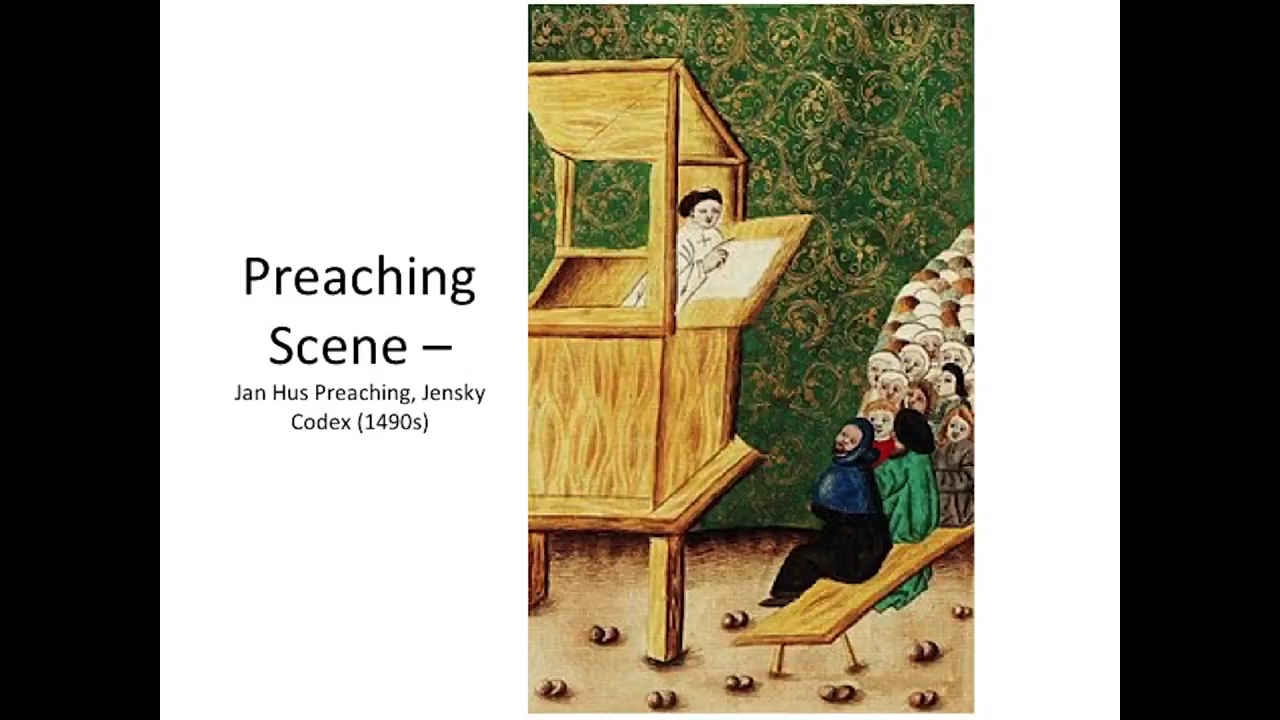 Preaching
Scene –
Jan Hus Preaching, Jensky
Codex (1490s)